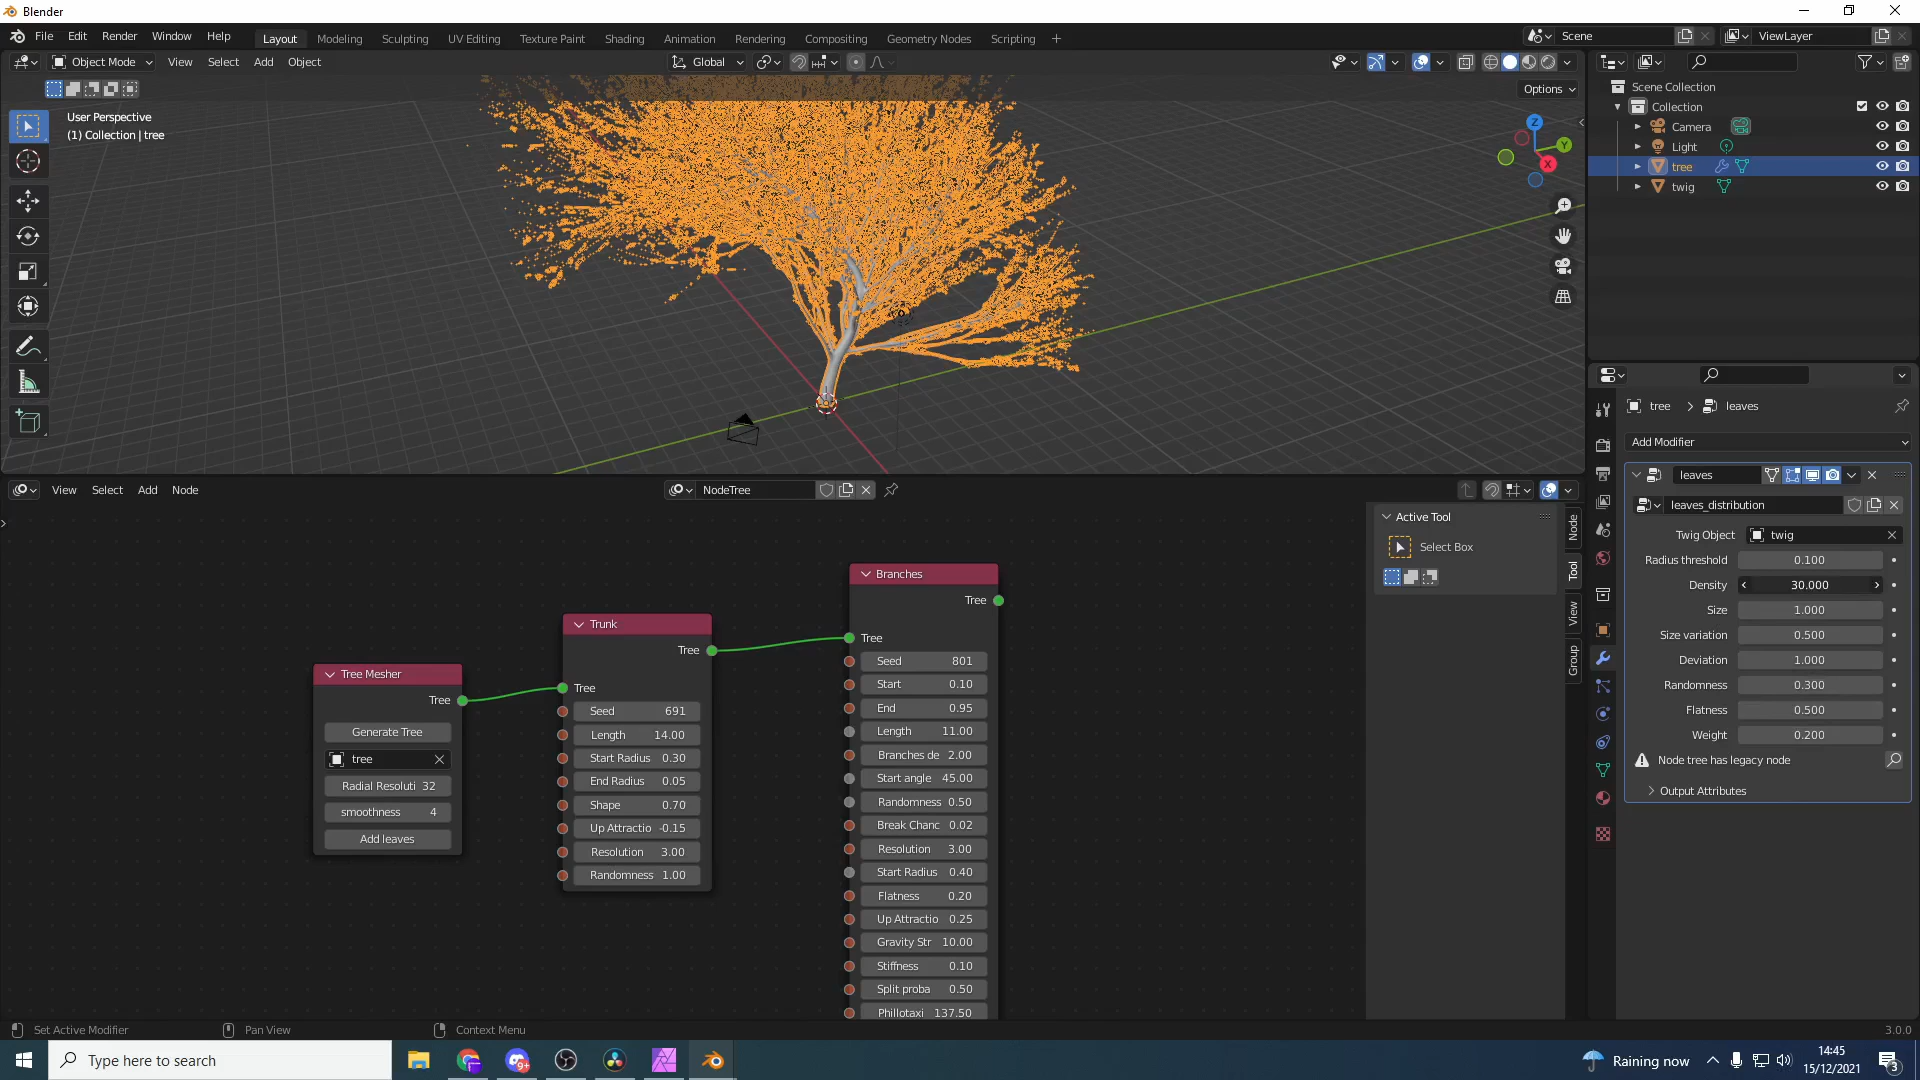 Blender
File Edit Render Window Help
Layout Modeling Sculpting UV Editing Texture Paint Shading Animation Rendering Compositing Geometry Nodes Scripting +
Scene
ViewLayer
Object Mode View Select Add Object
Global
Options
User Perspective
(1) Collection | tree
Z
Y
X
Scene Collection
Collection
Camera
Light
tree
twig
tree > leaves
Add Modifier
leaves
leaves_distribution
Twig Object twig
Radius threshold 0.100
Density 30.000
Size 1.000
Size variation 0.500
Deviation 1.000
Randomness 0.300
Flatness 0.500
Weight 0.200
Node tree has legacy node
Output Attributes
View Select Add Node
NodeTree
Active Tool
Select Box
Node
Tool
View
Group
Tree Mesher
Tree
Generate Tree
tree
Radial Resoluti 32
smoothness 4
Add leaves
Trunk
Tree
Tree
Seed 691
Length 14.00
Start Radius 0.30
End Radius 0.05
Shape 0.70
Up Attractio -0.15
Resolution 3.00
Randomness 1.00
Branches
Tree
Tree
Seed 801
Start 0.10
End 0.95
Length 11.00
Branches de 2.00
Start angle 45.00
Randomness 0.50
Break Chanc 0.02
Resolution 3.00
Start Radius 0.40
Flatness 0.20
Up Attractio 0.25
Gravity Str 10.00
Stiffness 0.10
Split proba 0.50
Phillotaxi 137.50
Set Active Modifier
Pan View
Context Menu
3.0.0
Type here to search
9+
Raining now
14:45
15/12/2021
3